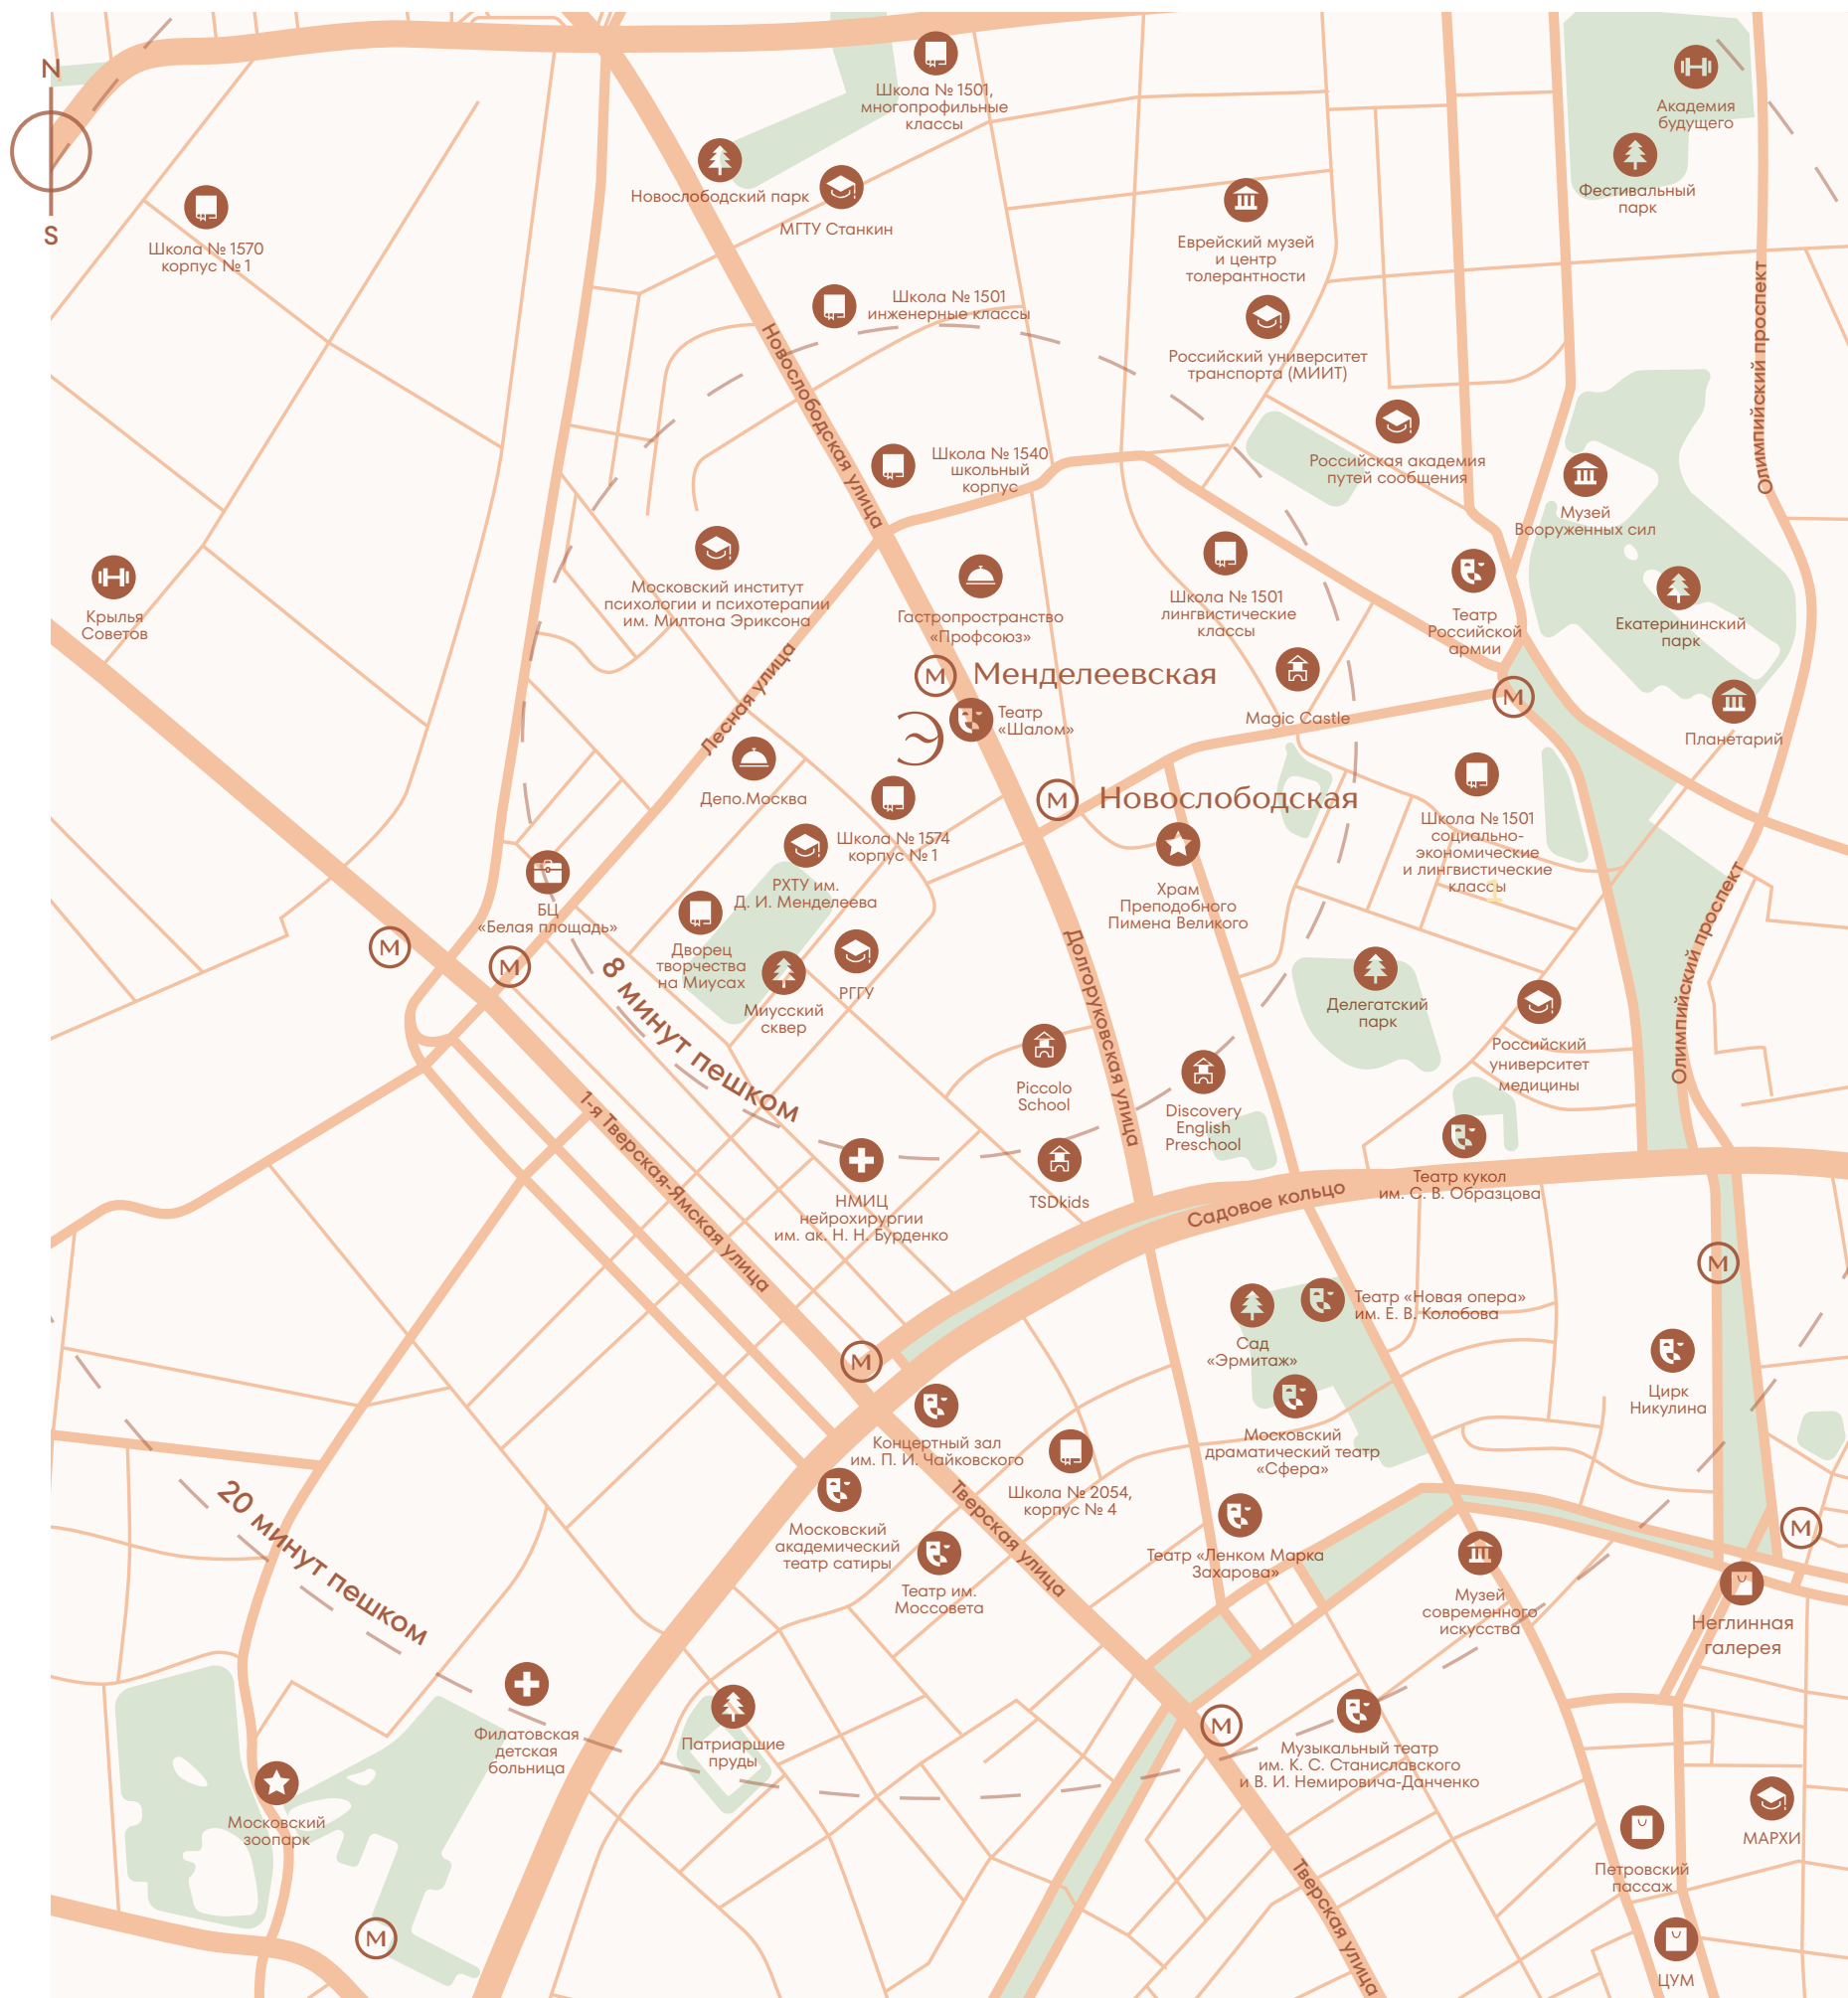 N
S
Школа № 1501,
многопрофильные
классы
Академия
будущего
Новослободский парк
Фестивальный
парк
МГТУ Станкин
Школа № 1570
корпус № 1
Еврейский музей
и центр
толерантности
Школа № 1501
инженерные классы
Российский университет
транспорта (МИИТ)
Новослободская улица
Олимпийский проспект
Школа № 1540
школьный
корпус
Российская академия
путей сообщения
Музей
Вооруженных сил
Московский институт
психологии и психотерапии
им. Милтона Эриксона
Гастропространство
«Профсоюз»
Школа № 1501
лингвистические
классы
Театр
Российской
армии
Екатерининский
парк
Крылья
Советов
М
Менделеевская
Лесная улица
Театр
«Шалом»
Э
Magic Castle
М
Планетарий
Депо.Москва
М
Новослободская
Школа № 1574
корпус № 1
Школа № 1501
социально-
экономические
и лингвистические
классы
1
РХТУ им.
Д. И. Менделеева
Храм
Преподобного
Пимена Великого
БЦ
«Белая площадь»
М
М
Дворец
творчества
на Миусах
Миусский
сквер
РГГУ
8 минут пешком
Долгоруковская улица
Делегатский
парк
Олимпийский проспект
Российский
университет
медицины
Piccolo
School
Discovery
English
Preschool
1-я Тверская-Ямская улица
НМИЦ
нейрохирургии
им. ак. Н. Н. Бурденко
TSDkids
Садовое кольцо
Театр кукол
им. С. В. Образцова
М
Театр «Новая опера»
им. Е. В. Колобова
Сад
«Эрмитаж»
М
Цирк
Никулина
Концертный зал
им. П. И. Чайковского
Московский
драматический театр
«Сфера»
Школа № 2054,
корпус № 4
20 минут пешком
Тверская улица
Московский
академический
театр сатиры
Театр «Ленком Марка
Захарова»
М
Театр им.
Моссовета
Музей
современного
искусства
Неглинная
галерея
Филатовская
детская
больница
Патриаршие
пруды
М
Музыкальный театр
им. К. С. Станиславского
и В. И. Немировича-Данченко
Московский
зоопарк
МАРХИ
Петровский
пассаж
Тверская улица
М
ЦУМ